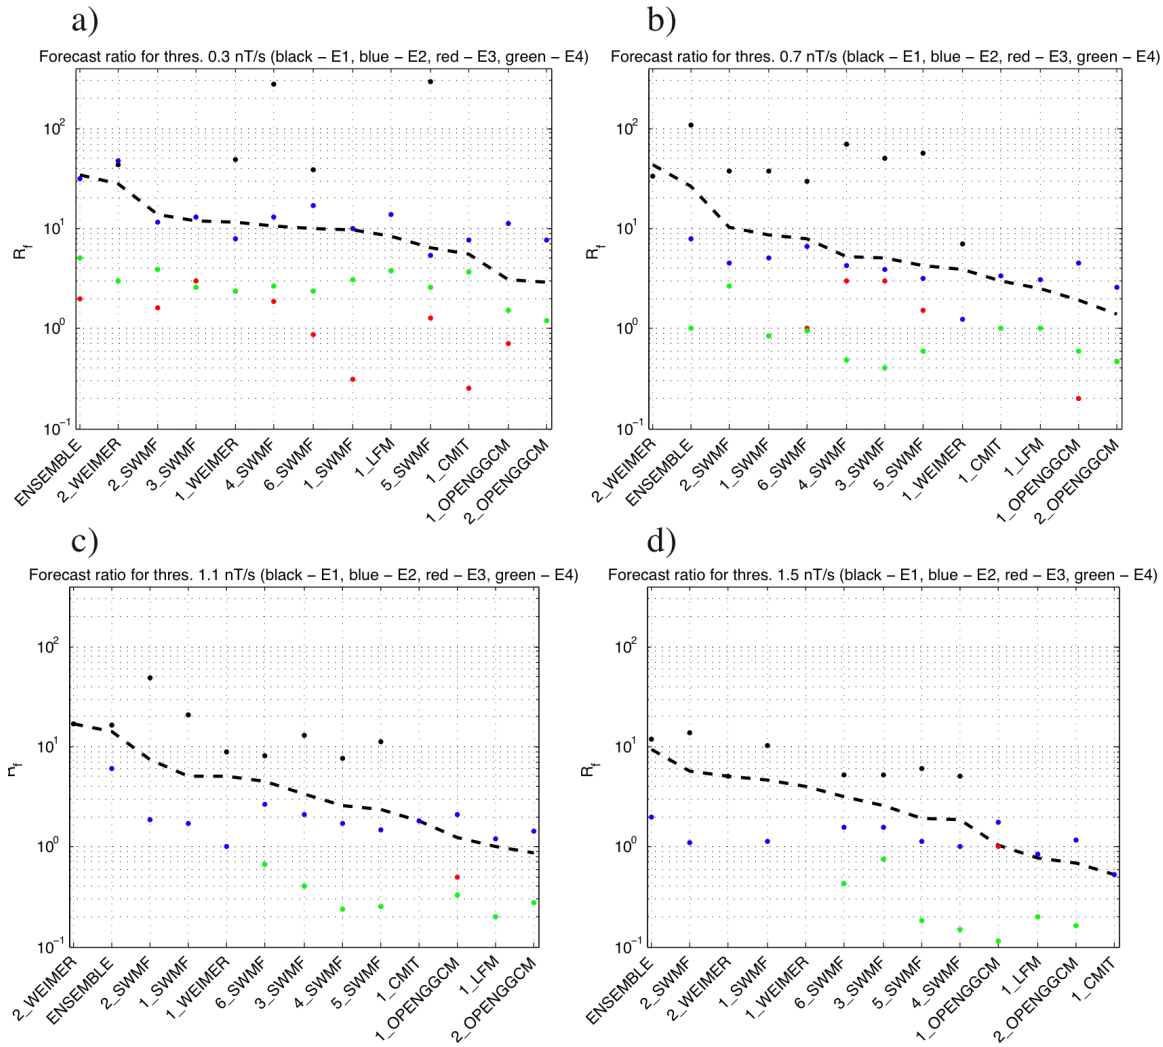 a)
Forecast ratio for thres. 0.3 nT/s (black – E1, blue – E2, red – E3, green – E4)
10^2
10^1
10^0
10^-1
R_f
ENSEMBLE
2_WEIMER
2_SWMF
3_SWMF
1_WEIMER
4_SWMF
6_SWMF
1_SWMF
1_LFM
5_SWMF
1_CMIT
1_OPENGGCM
2_OPENGGCM
b)
Forecast ratio for thres. 0.7 nT/s (black – E1, blue – E2, red – E3, green – E4)
10^2
10^1
10^0
10^-1
R_f
2_WEIMER
ENSEMBLE
2_SWMF
1_SWMF
6_SWMF
4_SWMF
3_SWMF
5_SWMF
1_WEIMER
1_CMIT
1_LFM
1_OPENGGCM
2_OPENGGCM
c)
Forecast ratio for thres. 1.1 nT/s (black – E1, blue – E2, red – E3, green – E4)
10^2
10^1
10^0
10^-1
R_f
2_WEIMER
ENSEMBLE
2_SWMF
1_SWMF
1_WEIMER
6_SWMF
3_SWMF
4_SWMF
5_SWMF
1_CMIT
1_OPENGGCM
1_LFM
2_OPENGGCM
d)
Forecast ratio for thres. 1.5 nT/s (black – E1, blue – E2, red – E3, green – E4)
10^2
10^1
10^0
10^-1
R_f
ENSEMBLE
2_SWMF
2_WEIMER
1_SWMF
1_WEIMER
6_SWMF
3_SWMF
5_SWMF
4_SWMF
1_OPENGGCM
1_LFM
2_OPENGGCM
1_CMIT